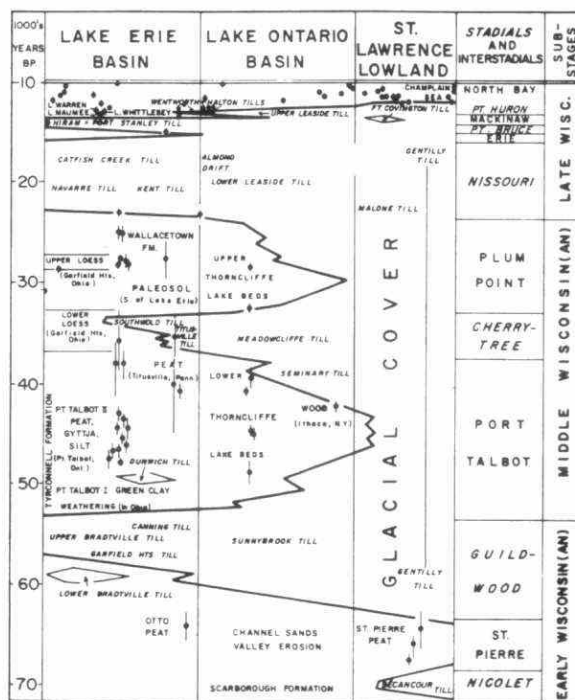 1000's
YEARS
BP.
LAKE ERIE
BASIN
LAKE ONTARIO
BASIN
ST.
LAWRENCE
LOWLAND
STADIALS
AND
INTERSTADIALS
SUB-
STAGES
10
20
30
40
50
60
70
WARREN
L. MAUMEE
L. WHITTLESEY
HIRAM - PORT STANLEY TILL
WENTWORTH
HALTON TILLS
UPPER LEASIDE TILL
CATFISH CREEK TILL
NAVARRE TILL
KENT TILL
ALMOND
DRIFT
LOWER LEASIDE TILL
WALLACETOWN
FM.
UPPER LOESS
(Garfield Hts,
Ohio)
PALEOSOL
(S. of Lake Erie)
UPPER
THORNCLIFFE
LAKE BEDS
LOWER
LOESS
(Garfield Hts,
Ohio)
SOUTHWOLD TILL
TITUS-
VILLE
TILL
MEADOWCLIFFE TILL
PEAT
(Titusville, Penn)
SEMINARY TILL
LOWER
THORNCLIFFE
LAKE BEDS
WOOD
(Ithaca, N.Y.)
PT TALBOT II
PEAT,
GYTTJA,
SILT
(Pt. Talbot,
Ont.)
TYRCONNELL FORMATION
DUNWICH TILL
PT TALBOT I GREEN CLAY
WEATHERING
CANNING TILL
UPPER BRADTVILLE TILL
GARFIELD HTS TILL
LOWER BRADTVILLE TILL
SUNNYBROOK TILL
OTTO
PEAT
CHANNEL SANDS
VALLEY EROSION
SCARBOROUGH FORMATION
CHAMPLAIN
SEA
FT COVINGTON TILL
GENTILLY
TILL
MALONE TILL
GLACIAL COVER
GENTILLY
TILL
ST. PIERRE
PEAT
BECANCOUR TILL
NORTH BAY
PT HURON
MACKINAW
PT. BRUCE
ERIE
NISSOURI
PLUM
POINT
CHERRY-
TREE
PORT
TALBOT
GUILD-
WOOD
ST.
PIERRE
NICOLET
LATE WISC.
MIDDLE WISCONSIN(AN)
EARLY WISCONSIN(AN)